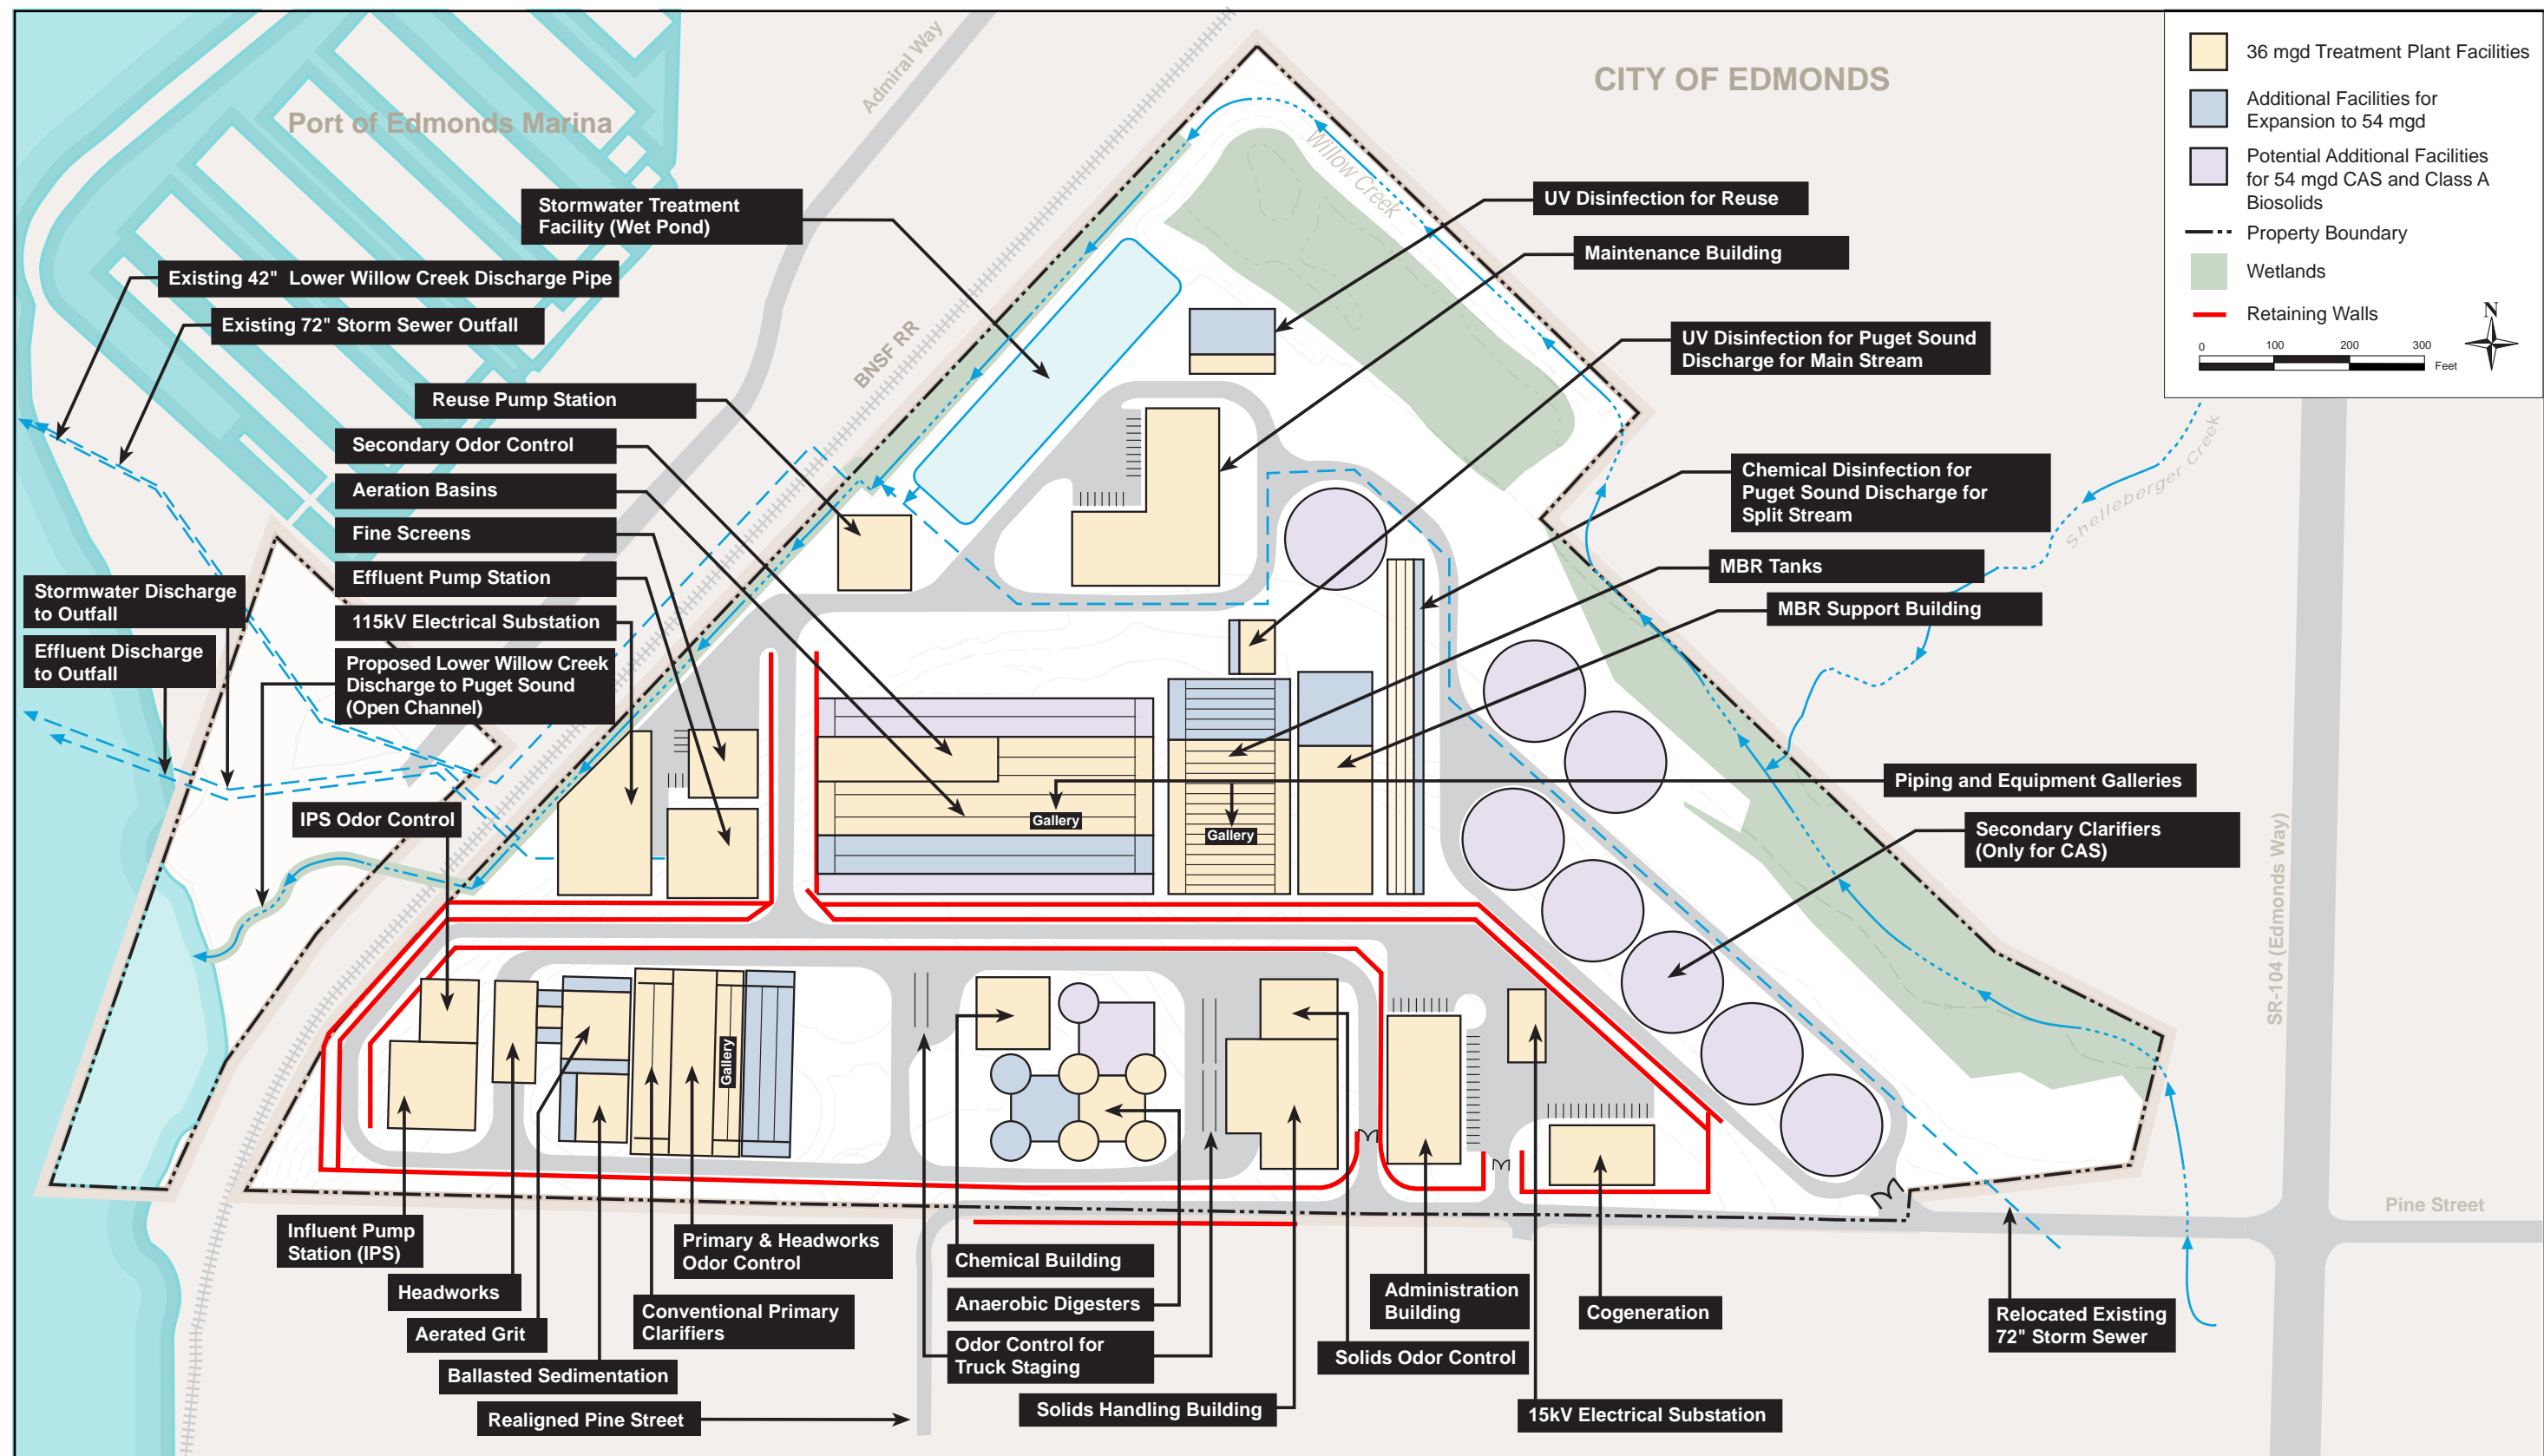 Admiral Way
CITY OF EDMONDS
Port of Edmonds Marina
Willow Creek
BNSF RR
Shelleberger Creek
SR-104 (Edmonds Way)
Pine Street
36 mgd Treatment Plant Facilities
Additional Facilities for
Expansion to 54 mgd
Potential Additional Facilities
for 54 mgd CAS and Class A
Biosolids
Property Boundary
Wetlands
Retaining Walls
N
0 100 200 300
Feet
Stormwater Treatment
Facility (Wet Pond)
Existing 42" Lower Willow Creek Discharge Pipe
Existing 72" Storm Sewer Outfall
Reuse Pump Station
Secondary Odor Control
Aeration Basins
Fine Screens
Effluent Pump Station
115kV Electrical Substation
Stormwater Discharge
to Outfall
Effluent Discharge
to Outfall
Proposed Lower Willow Creek
Discharge to Puget Sound
(Open Channel)
IPS Odor Control
UV Disinfection for Reuse
Maintenance Building
UV Disinfection for Puget Sound
Discharge for Main Stream
Chemical Disinfection for
Puget Sound Discharge for
Split Stream
MBR Tanks
MBR Support Building
Piping and Equipment Galleries
Secondary Clarifiers
(Only for CAS)
Gallery
Gallery
Gallery
Influent Pump
Station (IPS)
Headworks
Aerated Grit
Ballasted Sedimentation
Realigned Pine Street
Primary & Headworks
Odor Control
Conventional Primary
Clarifiers
Chemical Building
Anaerobic Digesters
Odor Control for
Truck Staging
Solids Handling Building
Solids Odor Control
Administration
Building
15kV Electrical Substation
Cogeneration
Relocated Existing
72" Storm Sewer